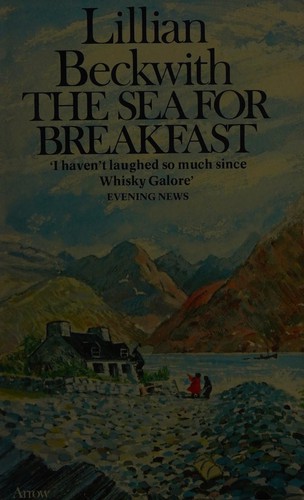 Lillian
Beckwith
THE SEA FOR
BREAKFAST
'I haven't laughed so much since
Whisky Galore'
EVENING NEWS
Arrow